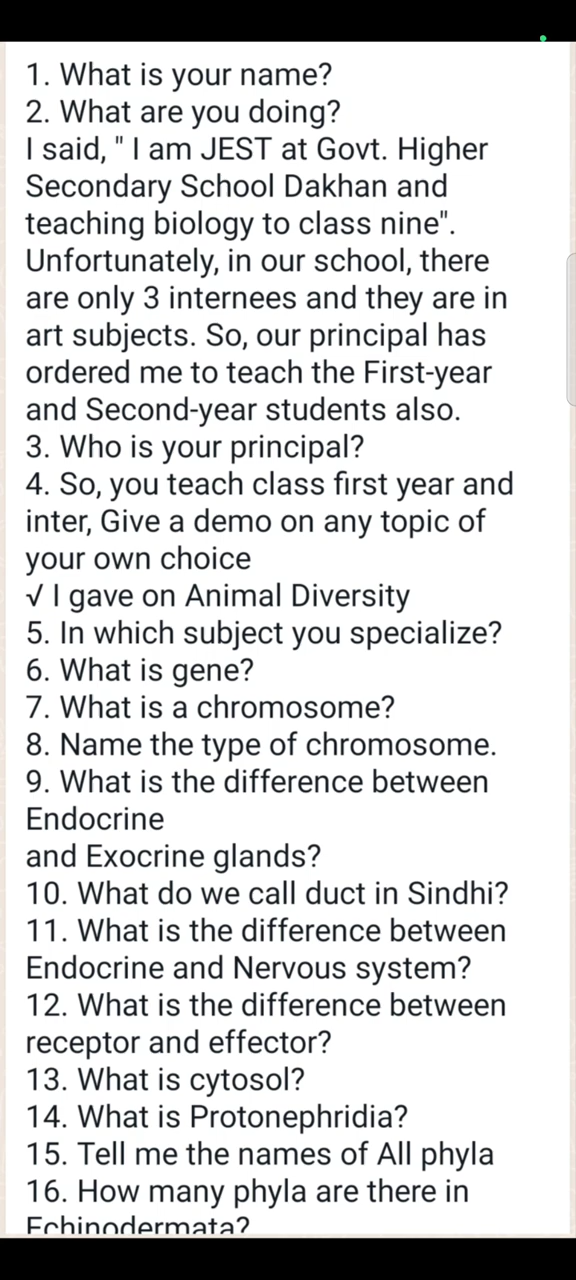 1. What is your name?
2. What are you doing?
I said, " I am JEST at Govt. Higher
Secondary School Dakhan and
teaching biology to class nine".
Unfortunately, in our school, there
are only 3 internees and they are in
art subjects. So, our principal has
ordered me to teach the First-year
and Second-year students also.
3. Who is your principal?
4. So, you teach class first year and
inter, Give a demo on any topic of
your own choice
√ I gave on Animal Diversity
5. In which subject you specialize?
6. What is gene?
7. What is a chromosome?
8. Name the type of chromosome.
9. What is the difference between
Endocrine
and Exocrine glands?
10. What do we call duct in Sindhi?
11. What is the difference between
Endocrine and Nervous system?
12. What is the difference between
receptor and effector?
13. What is cytosol?
14. What is Protonephridia?
15. Tell me the names of All phyla
16. How many phyla are there in
Echinodermata?